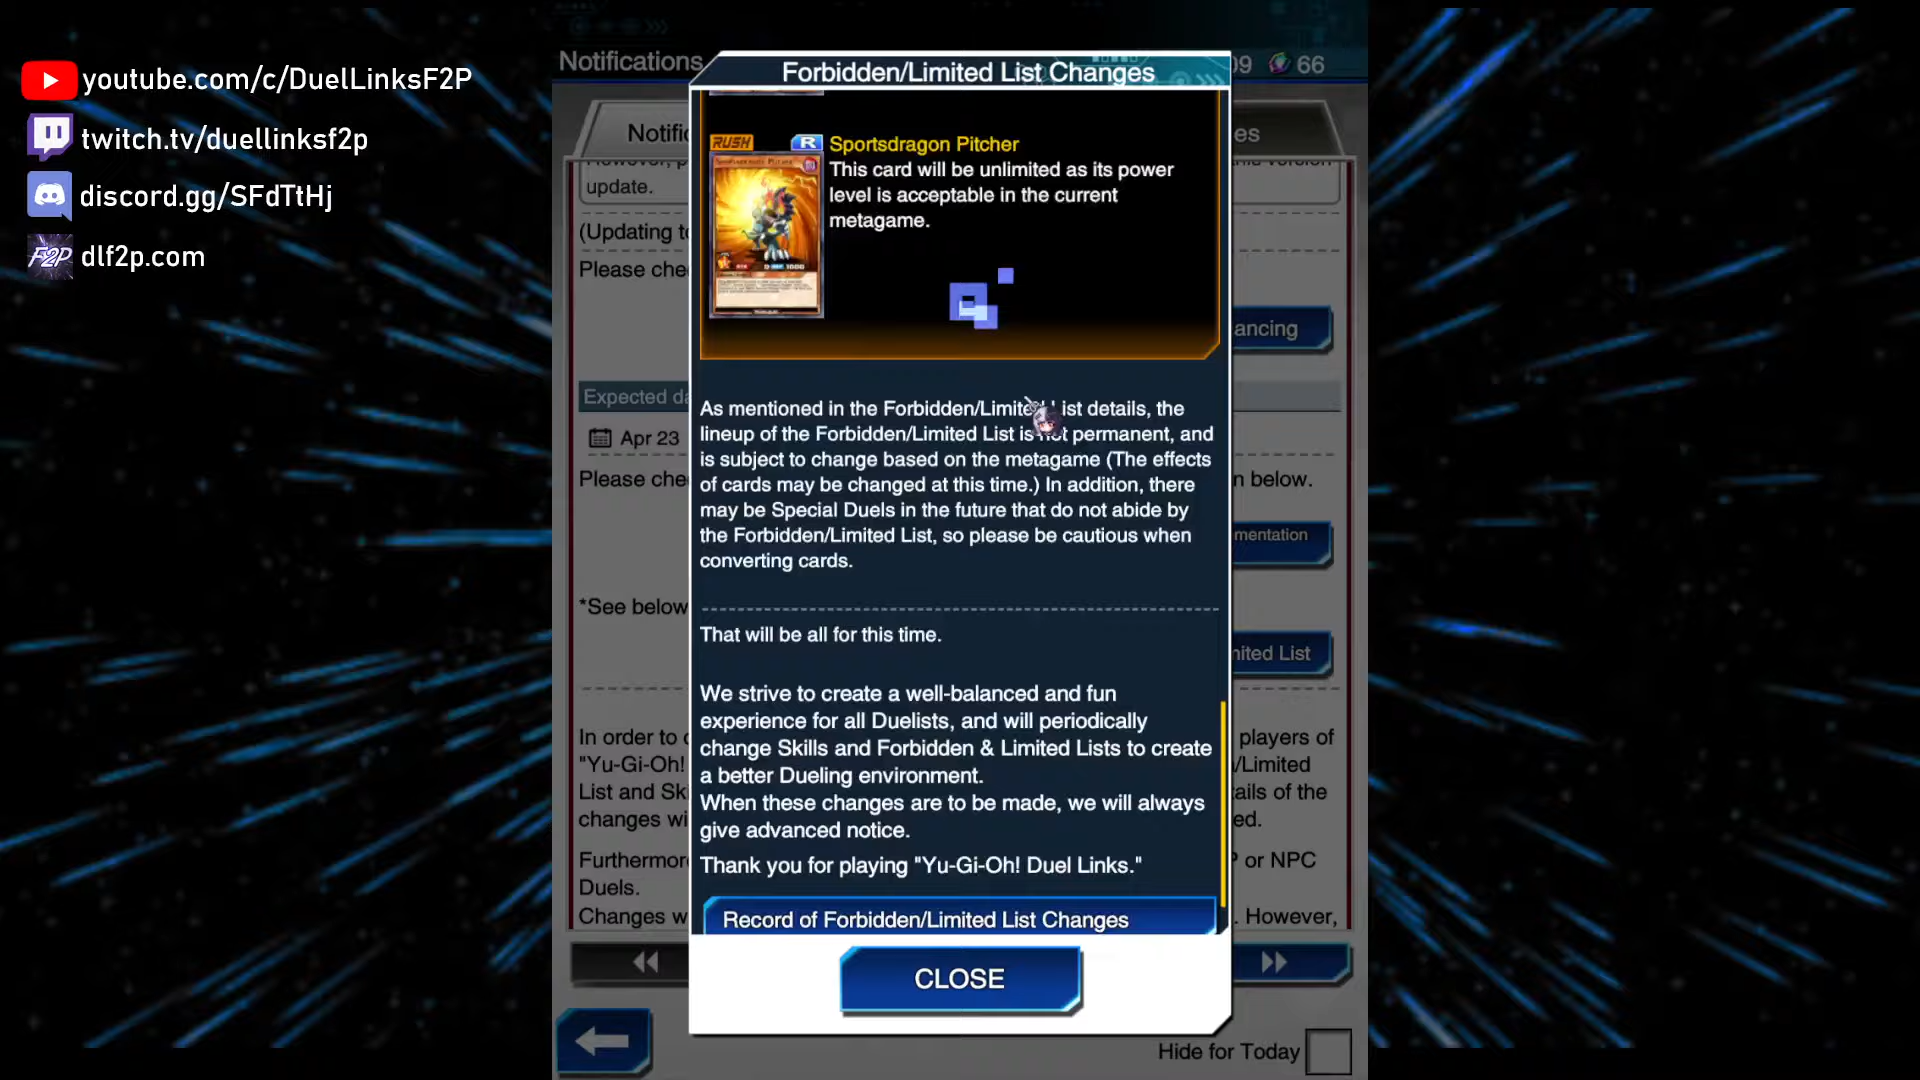 youtube.com/c/DuelLinksF2P
twitch.tv/duellinksf2p
discord.gg/SFdTtHj
F2P dlf2p.com
Notifications
09 66
Forbidden/Limited List Changes
Notific
es
update.
(Updating to
Please chec
ancing
Expected da
Apr 23
Please chec
n below.
mentation
*See below
mited List
In order to
players of
"Yu-Gi-Oh!
/Limited
List and Sk
tails of the
changes wi
ed.
Furthermor
P or NPC
Duels.
Changes w
. However,
RUSH R
Sportsdragon Pitcher
This card will be unlimited as its power
level is acceptable in the current
metagame.
As mentioned in the Forbidden/Limited List details, the
lineup of the Forbidden/Limited List is not permanent, and
is subject to change based on the metagame (The effects
of cards may be changed at this time.) In addition, there
may be Special Duels in the future that do not abide by
the Forbidden/Limited List, so please be cautious when
converting cards.
That will be all for this time.
We strive to create a well-balanced and fun
experience for all Duelists, and will periodically
change Skills and Forbidden & Limited Lists to create
a better Dueling environment.
When these changes are to be made, we will always
give advanced notice.
Thank you for playing "Yu-Gi-Oh! Duel Links."
Record of Forbidden/Limited List Changes
CLOSE
Hide for Today